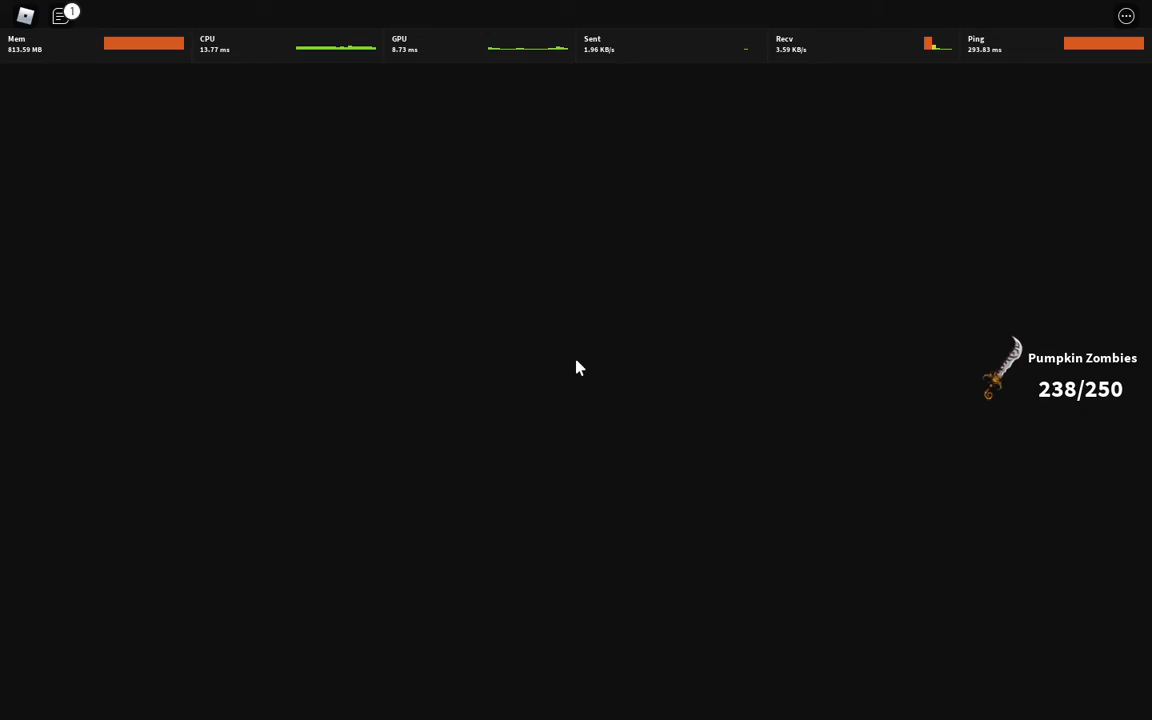 1
Mem
813.59 MB
CPU
13.77 ms
GPU
8.73 ms
Sent
1.96 KB/s
Recv
3.59 KB/s
Ping
293.83 ms
Pumpkin Zombies
238/250